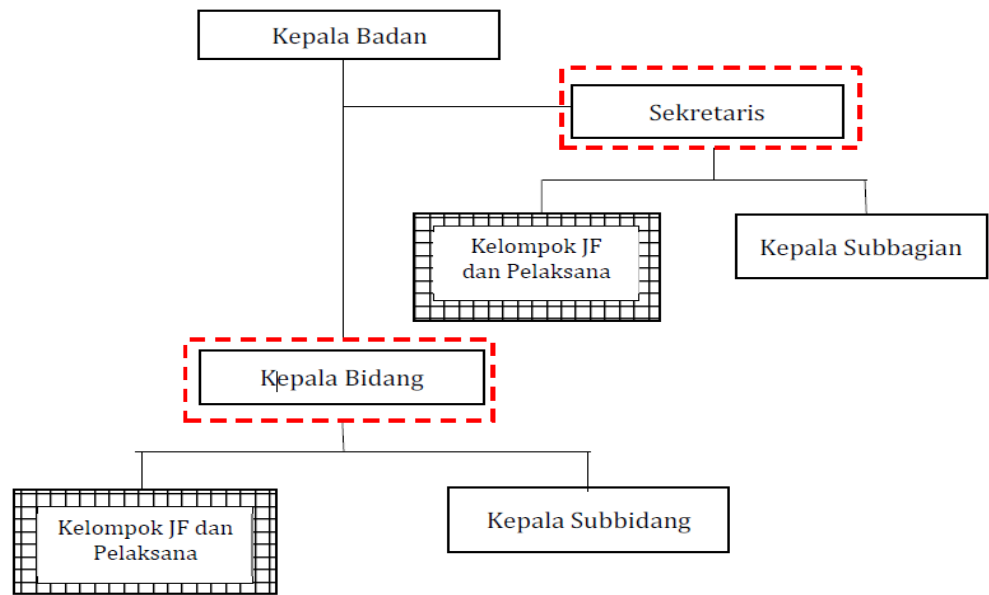 Kepala Badan
Sekretaris
Kelompok JF
dan Pelaksana
Kepala Subbagian
Kepala Bidang
Kelompok JF dan
Pelaksana
Kepala Subbidang